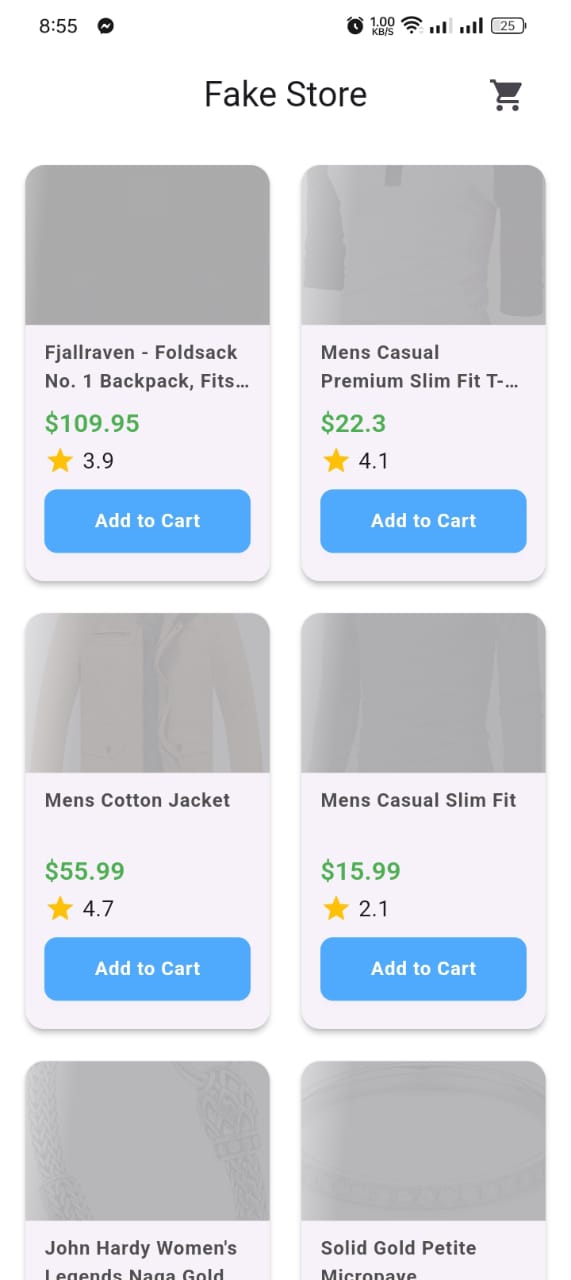 8:55 1.00 KB/S 25
Fake Store
Fjallraven - Foldsack
No. 1 Backpack, Fits…
$109.95
3.9
Add to Cart
Mens Casual
Premium Slim Fit T-…
$22.3
4.1
Add to Cart
Mens Cotton Jacket
$55.99
4.7
Add to Cart
Mens Casual Slim Fit
$15.99
2.1
Add to Cart
John Hardy Women's
Legends Naga Gold
Solid Gold Petite
Micropave